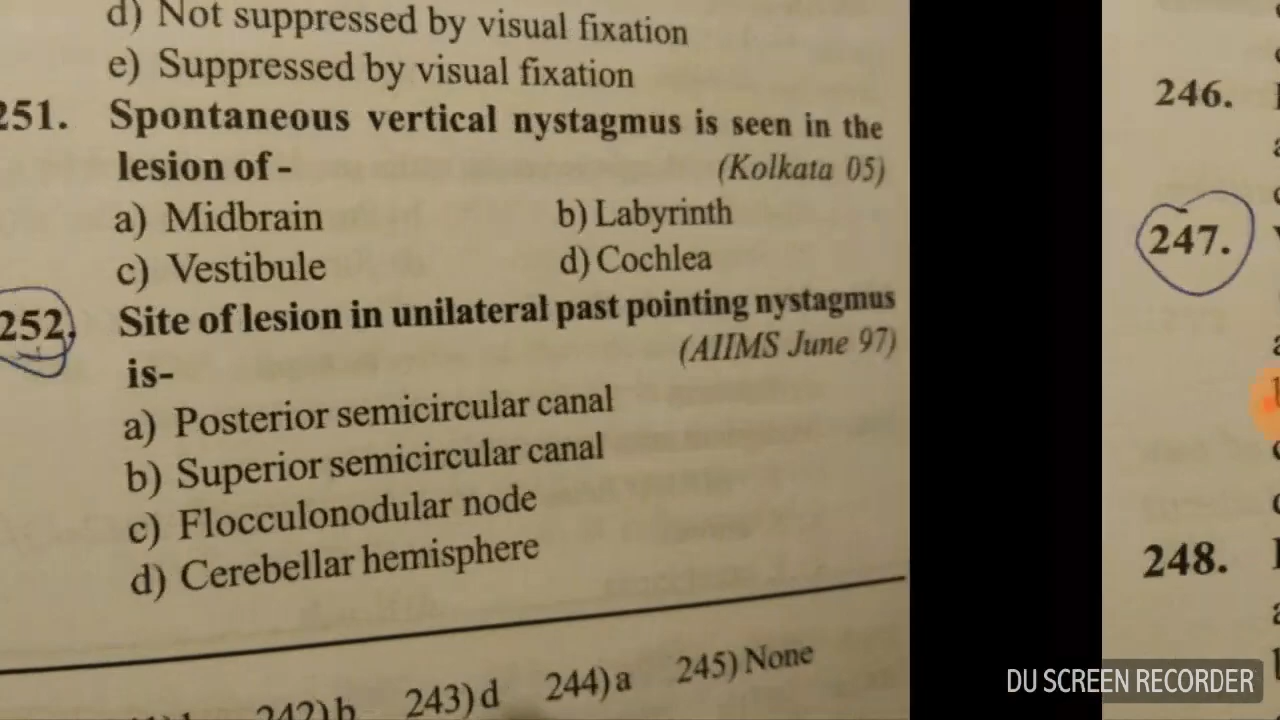 d) Not suppressed by visual fixation
e) Suppressed by visual fixation
251. Spontaneous vertical nystagmus is seen in the
lesion of - (Kolkata 05)
a) Midbrain b) Labyrinth
c) Vestibule d) Cochlea
252. Site of lesion in unilateral past pointing nystagmus
is- (AIIMS June 97)
a) Posterior semicircular canal
b) Superior semicircular canal
c) Flocculonodular node
d) Cerebellar hemisphere
242) b 243) d 244) a 245) None
246.
247.
248.
DU SCREEN RECORDER